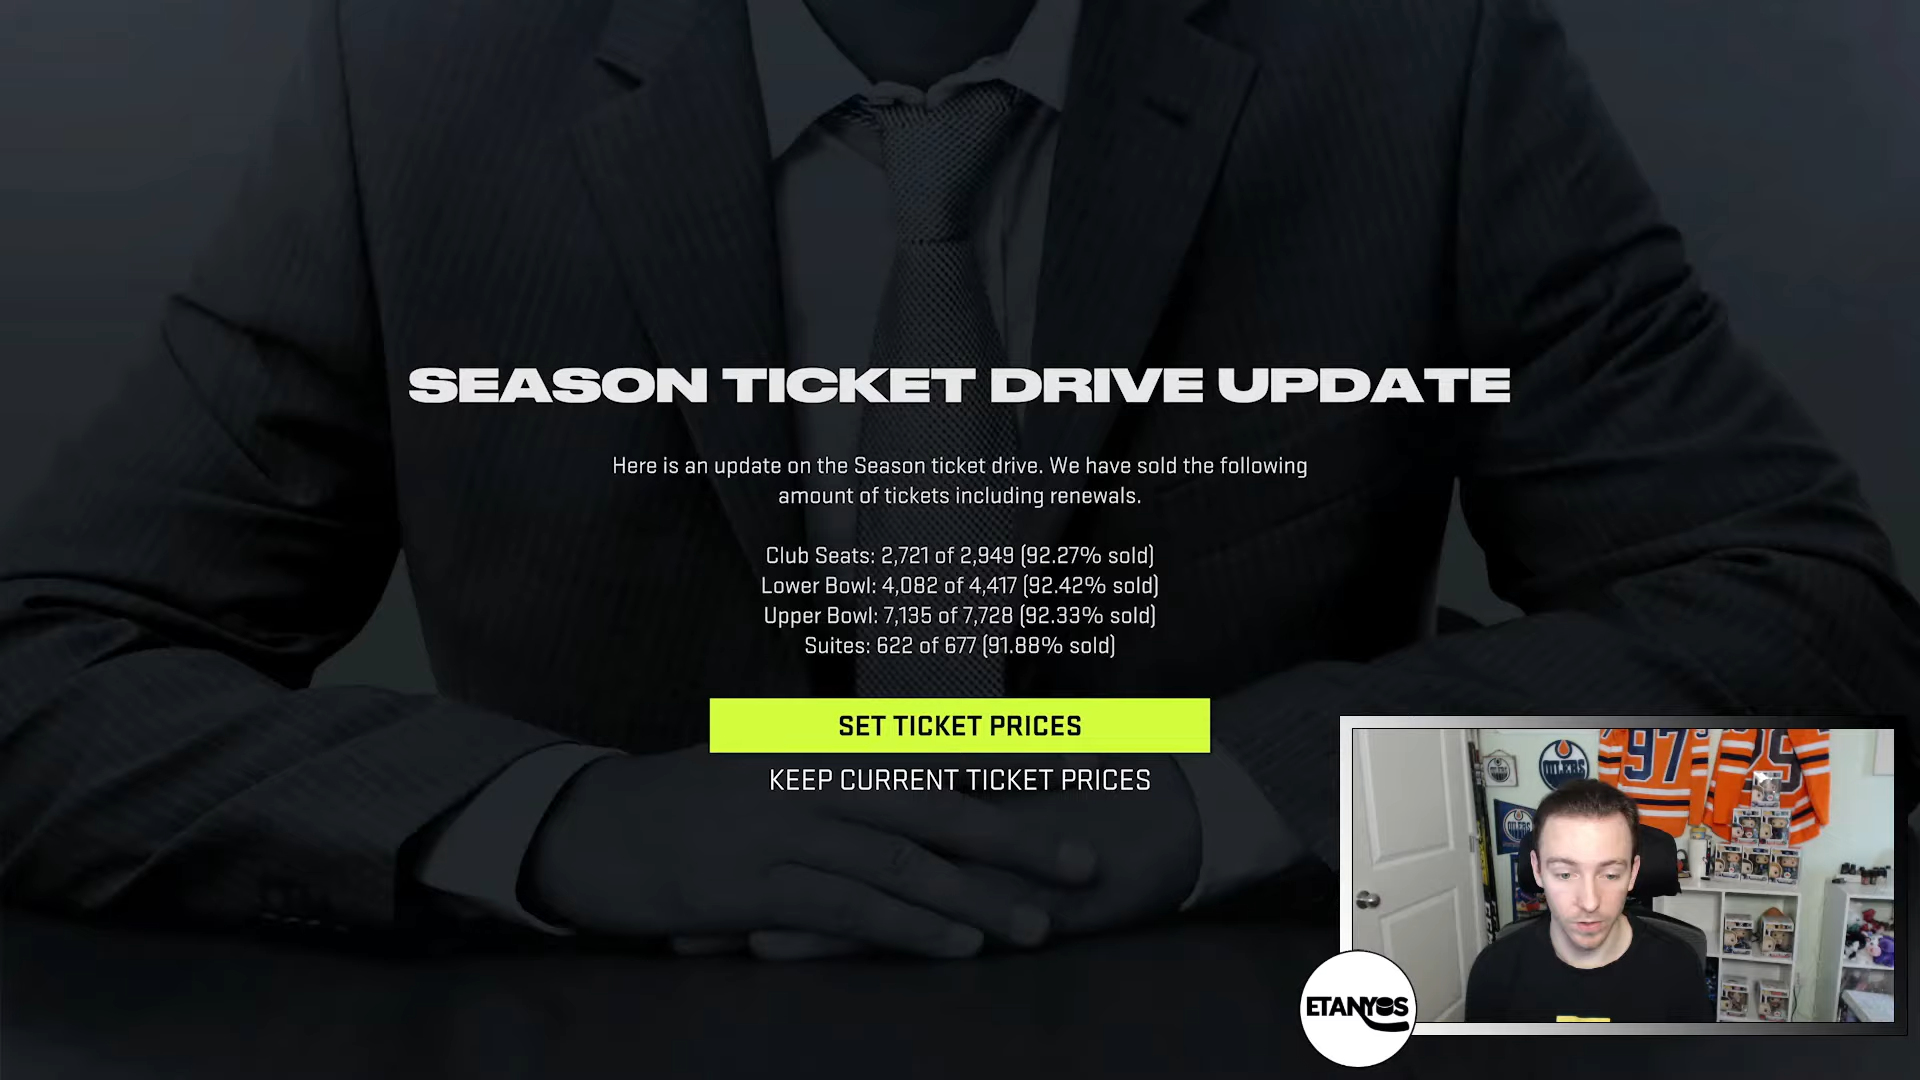 SEASON TICKET DRIVE UPDATE
Here is an update on the Season ticket drive. We have sold the following
amount of tickets including renewals.
Club Seats: 2,721 of 2,949 (92.27% sold)
Lower Bowl: 4,082 of 4,417 (92.42% sold)
Upper Bowl: 7,135 of 7,728 (92.33% sold)
Suites: 622 of 677 (91.88% sold)
SET TICKET PRICES
KEEP CURRENT TICKET PRICES
97
OILERS
OILERS
ETANYOS